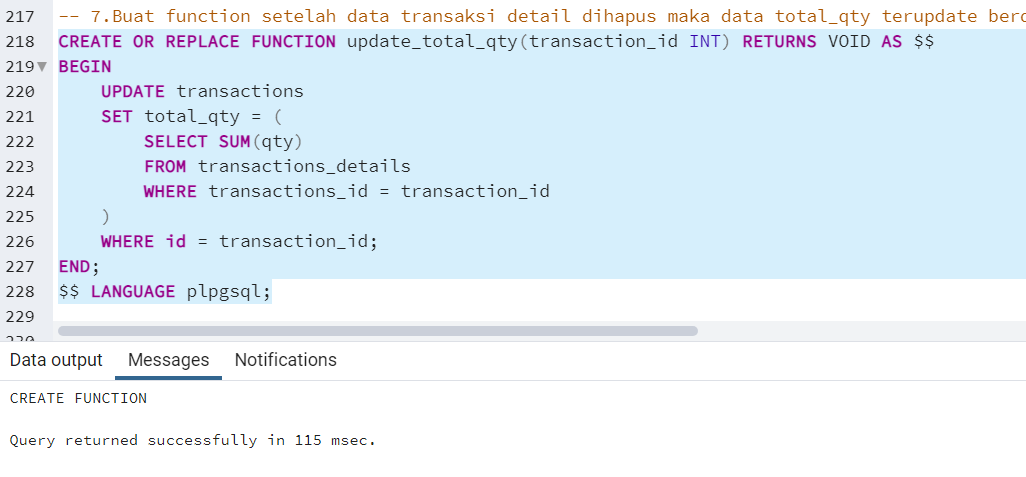 217 -- 7.Buat function setelah data transaksi detail dihapus maka data total_qty terupdate
218 CREATE OR REPLACE FUNCTION update_total_qty(transaction_id INT) RETURNS VOID AS $$
219 BEGIN
220 UPDATE transactions
221 SET total_qty = (
222 SELECT SUM(qty)
223 FROM transactions_details
224 WHERE transactions_id = transaction_id
225 )
226 WHERE id = transaction_id;
227 END;
228 $$ LANGUAGE plpgsql;
229
Data output Messages Notifications
CREATE FUNCTION
Query returned successfully in 115 msec.